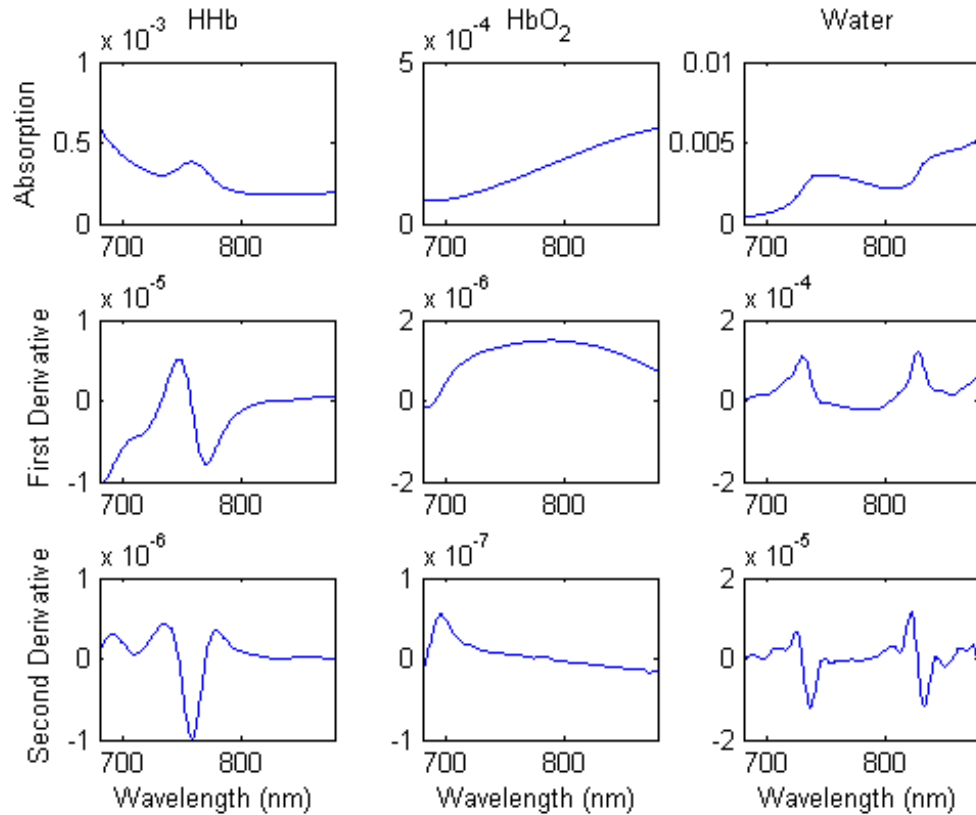 HHb
HbO2
Water
Absorption
x 10-3
1
0.5
0
700 800
x 10-4
5
0
700 800
0.01
0.005
0
700 800
First Derivative
x 10-5
1
0
-1
700 800
x 10-6
2
0
-2
700 800
x 10-4
2
0
-2
700 800
Second Derivative
x 10-6
1
0
-1
700 800
Wavelength (nm)
x 10-7
1
0
-1
700 800
Wavelength (nm)
x 10-5
2
0
-2
700 800
Wavelength (nm)